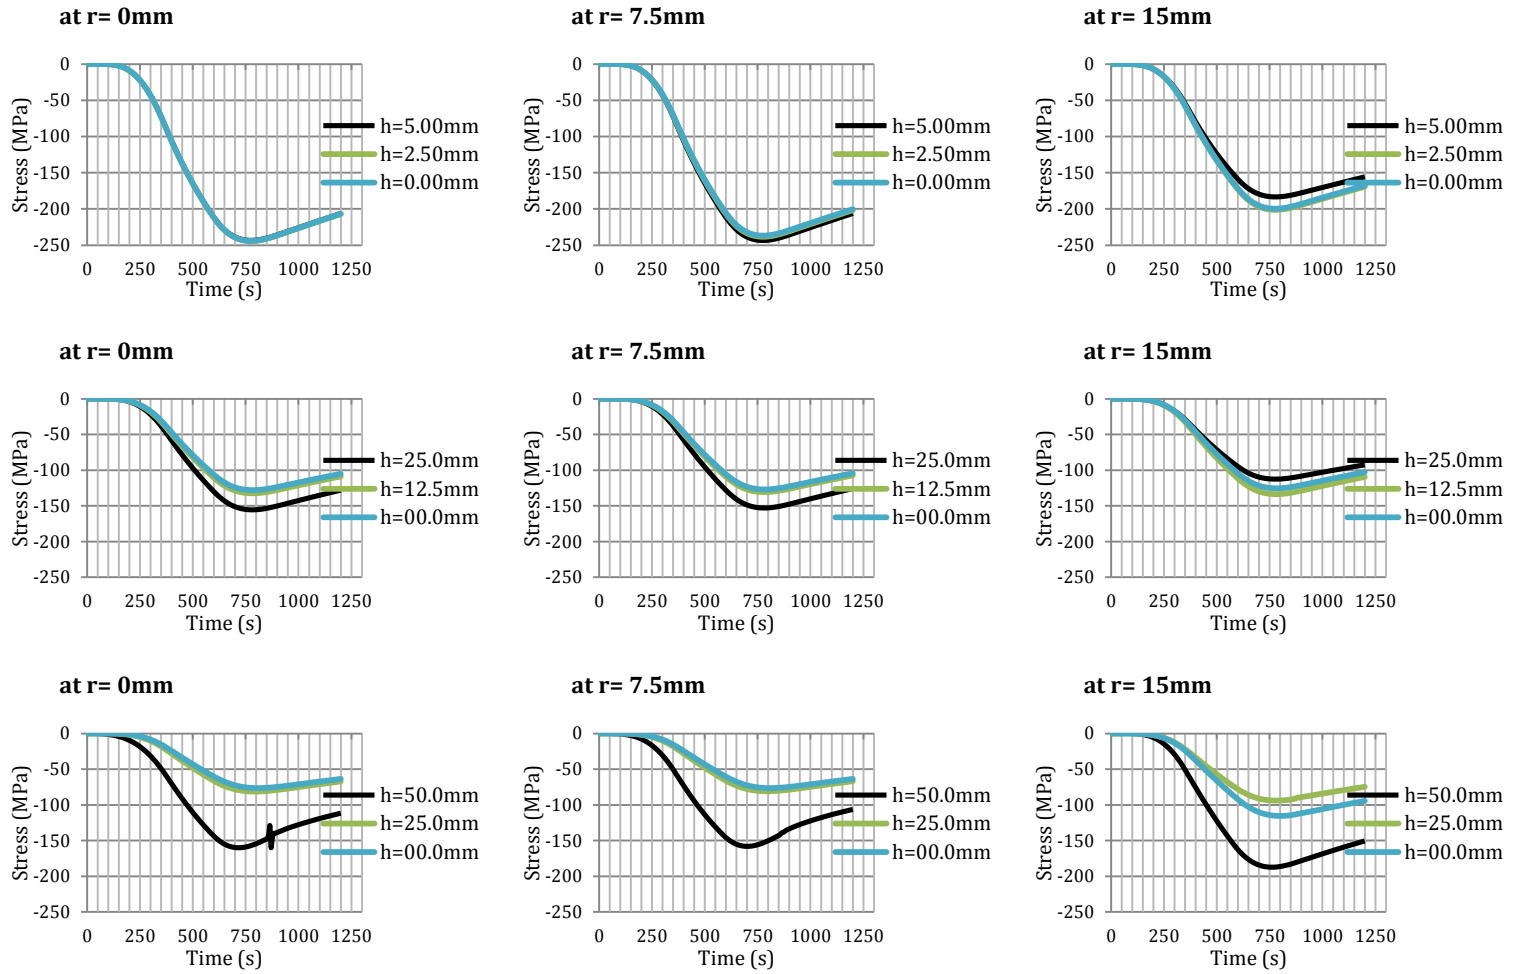 at r= 0mm
0
-50
-100
-150
-200
-250
0 250 500 750 1000 1250
Stress (MPa)
Time (s)
h=5.00mm
h=2.50mm
h=0.00mm
at r= 7.5mm
0
-50
-100
-150
-200
-250
0 250 500 750 1000 1250
Stress (MPa)
Time (s)
h=5.00mm
h=2.50mm
h=0.00mm
at r= 15mm
0
-50
-100
-150
-200
-250
0 250 500 750 1000 1250
Stress (MPa)
Time (s)
h=5.00mm
h=2.50mm
h=0.00mm
at r= 0mm
0
-50
-100
-150
-200
-250
0 250 500 750 1000 1250
Stress (MPa)
Time (s)
h=25.0mm
h=12.5mm
h=00.0mm
at r= 7.5mm
0
-50
-100
-150
-200
-250
0 250 500 750 1000 1250
Stress (MPa)
Time (s)
h=25.0mm
h=12.5mm
h=00.0mm
at r= 15mm
0
-50
-100
-150
-200
-250
0 250 500 750 1000 1250
Stress (MPa)
Time (s)
h=25.0mm
h=12.5mm
h=00.0mm
at r= 0mm
0
-50
-100
-150
-200
-250
0 250 500 750 1000 1250
Stress (MPa)
Time (s)
h=50.0mm
h=25.0mm
h=00.0mm
at r= 7.5mm
0
-50
-100
-150
-200
-250
0 250 500 750 1000 1250
Stress (MPa)
Time (s)
h=50.0mm
h=25.0mm
h=00.0mm
at r= 15mm
0
-50
-100
-150
-200
-250
0 250 500 750 1000 1250
Stress (MPa)
Time (s)
h=50.0mm
h=25.0mm
h=00.0mm